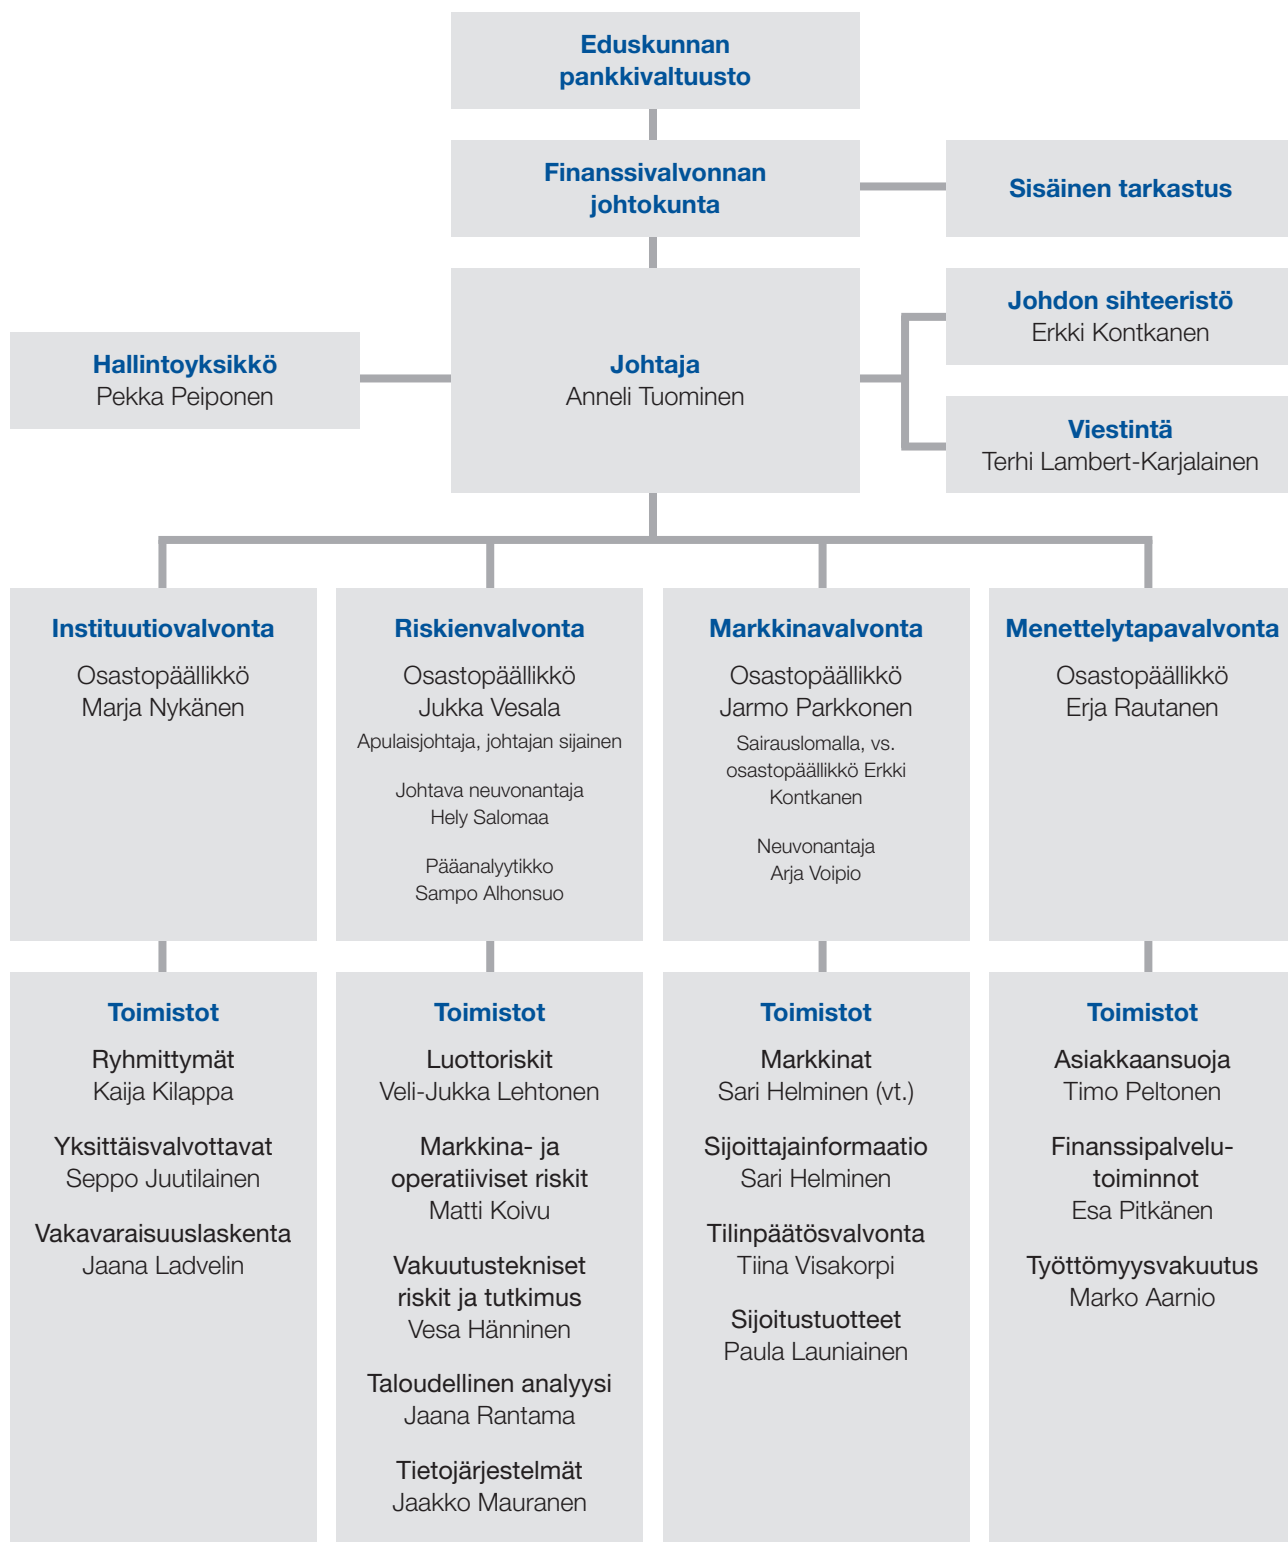 Eduskunnan
pankkivaltuusto
Finanssivalvonnan
johtokunta
Sisäinen tarkastus
Johdon sihteeristö
Erkki Kontkanen
Hallintoyksikkö
Pekka Peiponen
Johtaja
Anneli Tuominen
Viestintä
Terhi Lambert-Karjalainen
Instituutiovalvonta
Osastopäällikkö
Marja Nykänen
Riskienvalvonta
Osastopäällikkö
Jukka Vesala
Apulaisjohtaja, johtajan sijainen
Johtava neuvonantaja
Hely Salomaa
Pääanalyytikko
Sampo Alhonsuo
Markkinavalvonta
Osastopäällikkö
Jarmo Parkkonen
Sairauslomalla, vs.
osastopäällikkö Erkki
Kontkanen
Neuvonantaja
Arja Voipio
Menettelytapavalvonta
Osastopäällikkö
Erja Rautanen
Toimistot
Ryhmittymät
Kaija Kilappa
Yksittäisvalvottavat
Seppo Juutilainen
Vakavaraisuuslaskenta
Jaana Ladvelin
Toimistot
Luottoriskit
Veli-Jukka Lehtonen
Markkina- ja
operatiiviset riskit
Matti Koivu
Vakuutustekniset
riskit ja tutkimus
Vesa Hänninen
Taloudellinen analyysi
Jaana Rantama
Tietojärjestelmät
Jaakko Mauranen
Toimistot
Markkinat
Sari Helminen (vt.)
Sijoittajainformaatio
Sari Helminen
Tilinpäätösvalvonta
Tiina Visakorpi
Sijoitustuotteet
Paula Launiainen
Toimistot
Asiakkaansuoja
Timo Peltonen
Finanssipalvelu-
toiminnot
Esa Pitkänen
Työttömyysvakuutus
Marko Aarnio